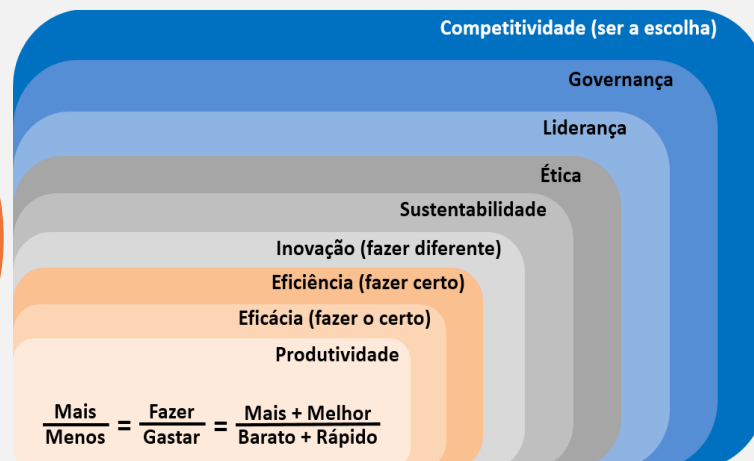 Competitividade (ser a escolha)
Governança
Liderança
Ética
Sustentabilidade
Inovação (fazer diferente)
Eficiência (fazer certo)
Eficácia (fazer o certo)
Produtividade
Mais = Fazer = Mais + Melhor
Menos Gastar Barato + Rápido